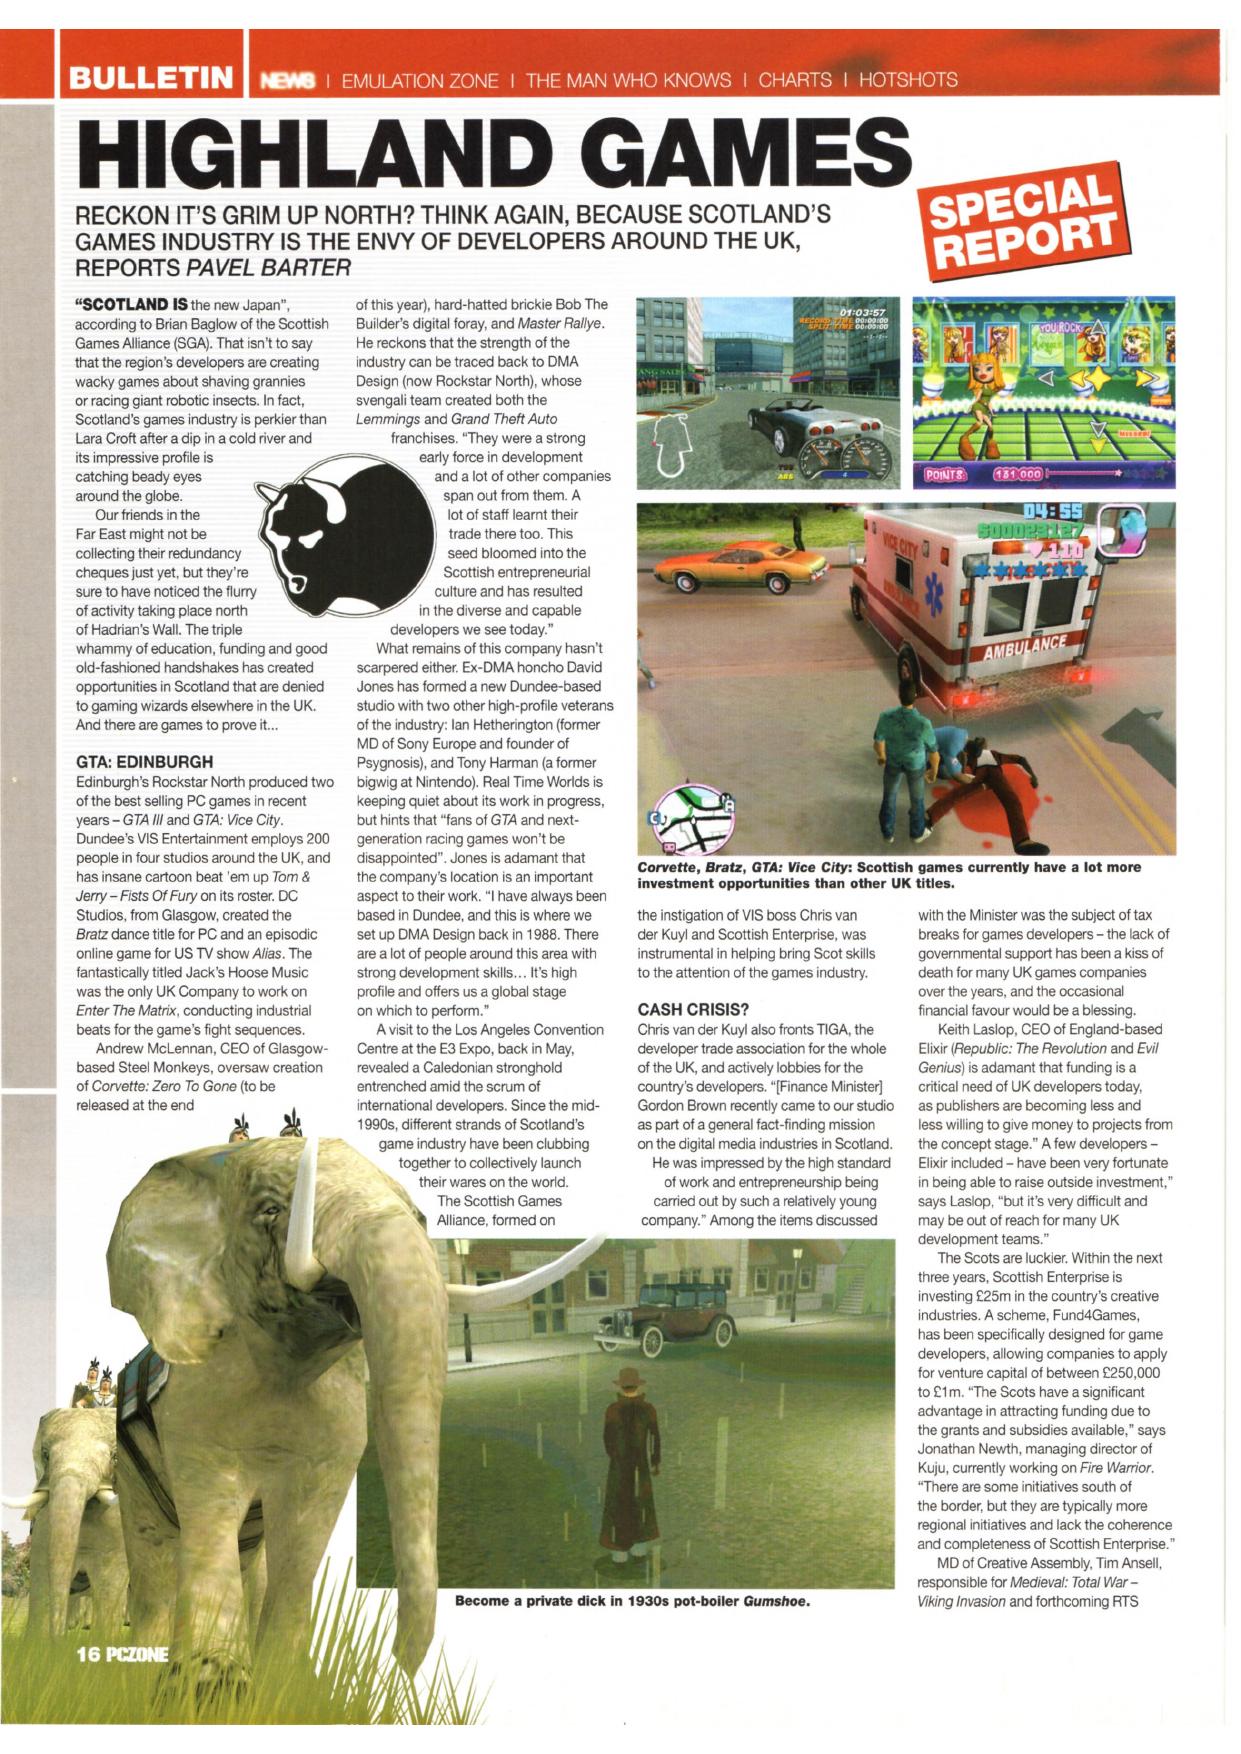 BULLETIN
NEWS | EMULATION ZONE | THE MAN WHO KNOWS | CHARTS | HOTSHOTS
HIGHLAND GAMES
RECKON IT'S GRIM UP NORTH? THINK AGAIN, BECAUSE SCOTLAND'S
GAMES INDUSTRY IS THE ENVY OF DEVELOPERS AROUND THE UK,
REPORTS PAVEL BARTER
SPECIAL
REPORT
"SCOTLAND IS the new Japan",
according to Brian Baglow of the Scottish
Games Alliance (SGA). That isn't to say
that the region's developers are creating
wacky games about shaving grannies
or racing giant robotic insects. In fact,
Scotland's games industry is perkier than
Lara Croft after a dip in a cold river and
its impressive profile is
catching beady eyes
around the globe.
Our friends in the
Far East might not be
collecting their redundancy
cheques just yet, but they're
sure to have noticed the flurry
of activity taking place north
of Hadrian's Wall. The triple
whammy of education, funding and good
old-fashioned handshakes has created
opportunities in Scotland that are denied
to gaming wizards elsewhere in the UK.
And there are games to prove it...
GTA: EDINBURGH
Edinburgh's Rockstar North produced two
of the best selling PC games in recent
years – GTA III and GTA: Vice City.
Dundee's VIS Entertainment employs 200
people in four studios around the UK, and
has insane cartoon beat 'em up Tom &
Jerry – Fists Of Fury on its roster. DC
Studios, from Glasgow, created the
Bratz dance title for PC and an episodic
online game for US TV show Alias. The
fantastically titled Jack's Hoose Music
was the only UK Company to work on
Enter The Matrix, conducting industrial
beats for the game's fight sequences.
Andrew McLennan, CEO of Glasgow-
based Steel Monkeys, oversaw creation
of Corvette: Zero To Gone (to be
released at the end
of this year), hard-hatted brickie Bob The
Builder's digital foray, and Master Rallye.
He reckons that the strength of the
industry can be traced back to DMA
Design (now Rockstar North), whose
svengali team created both the
Lemmings and Grand Theft Auto
franchises. "They were a strong
early force in development
and a lot of other companies
span out from them. A
lot of staff learnt their
trade there too. This
seed bloomed into the
Scottish entrepreneurial
culture and has resulted
in the diverse and capable
developers we see today."
What remains of this company hasn't
scarpered either. Ex-DMA honcho David
Jones has formed a new Dundee-based
studio with two other high-profile veterans
of the industry: Ian Hetherington (former
MD of Sony Europe and founder of
Psygnosis), and Tony Harman (a former
bigwig at Nintendo). Real Time Worlds is
keeping quiet about its work in progress,
but hints that "fans of GTA and next-
generation racing games won't be
disappointed". Jones is adamant that
the company's location is an important
aspect to their work. "I have always been
based in Dundee, and this is where we
set up DMA Design back in 1988. There
are a lot of people around this area with
strong development skills... It's high
profile and offers us a global stage
on which to perform."
A visit to the Los Angeles Convention
Centre at the E3 Expo, back in May,
revealed a Caledonian stronghold
entrenched amid the scrum of
international developers. Since the mid-
1990s, different strands of Scotland's
game industry have been clubbing
together to collectively launch
their wares on the world.
The Scottish Games
Alliance, formed on
01:03:57
RECORD TIME 00:00:00
SPLIT TIME 00:00:00
YOU ROCK
MISSED!
POINTS: 131,000
04:55
$00023127
110
VICE CITY
AMBULANCE
Corvette, Bratz, GTA: Vice City: Scottish games currently have a lot more
investment opportunities than other UK titles.
the instigation of VIS boss Chris van
der Kuyl and Scottish Enterprise, was
instrumental in helping bring Scot skills
to the attention of the games industry.
CASH CRISIS?
Chris van der Kuyl also fronts TIGA, the
developer trade association for the whole
of the UK, and actively lobbies for the
country's developers. "[Finance Minister]
Gordon Brown recently came to our studio
as part of a general fact-finding mission
on the digital media industries in Scotland.
He was impressed by the high standard
of work and entrepreneurship being
carried out by such a relatively young
company." Among the items discussed
with the Minister was the subject of tax
breaks for games developers – the lack of
governmental support has been a kiss of
death for many UK games companies
over the years, and the occasional
financial favour would be a blessing.
Keith Laslop, CEO of England-based
Elixir (Republic: The Revolution and Evil
Genius) is adamant that funding is a
critical need of UK developers today,
as publishers are becoming less and
less willing to give money to projects from
the concept stage." A few developers –
Elixir included – have been very fortunate
in being able to raise outside investment,"
says Laslop, "but it's very difficult and
may be out of reach for many UK
development teams."
The Scots are luckier. Within the next
three years, Scottish Enterprise is
investing £25m in the country's creative
industries. A scheme, Fund4Games,
has been specifically designed for game
developers, allowing companies to apply
for venture capital of between £250,000
to £1m. "The Scots have a significant
advantage in attracting funding due to
the grants and subsidies available," says
Jonathan Newth, managing director of
Kuju, currently working on Fire Warrior.
"There are some initiatives south of
the border, but they are typically more
regional initiatives and lack the coherence
and completeness of Scottish Enterprise."
MD of Creative Assembly, Tim Ansell,
responsible for Medieval: Total War –
Viking Invasion and forthcoming RTS
Become a private dick in 1930s pot-boiler Gumshoe.
16 PCZONE